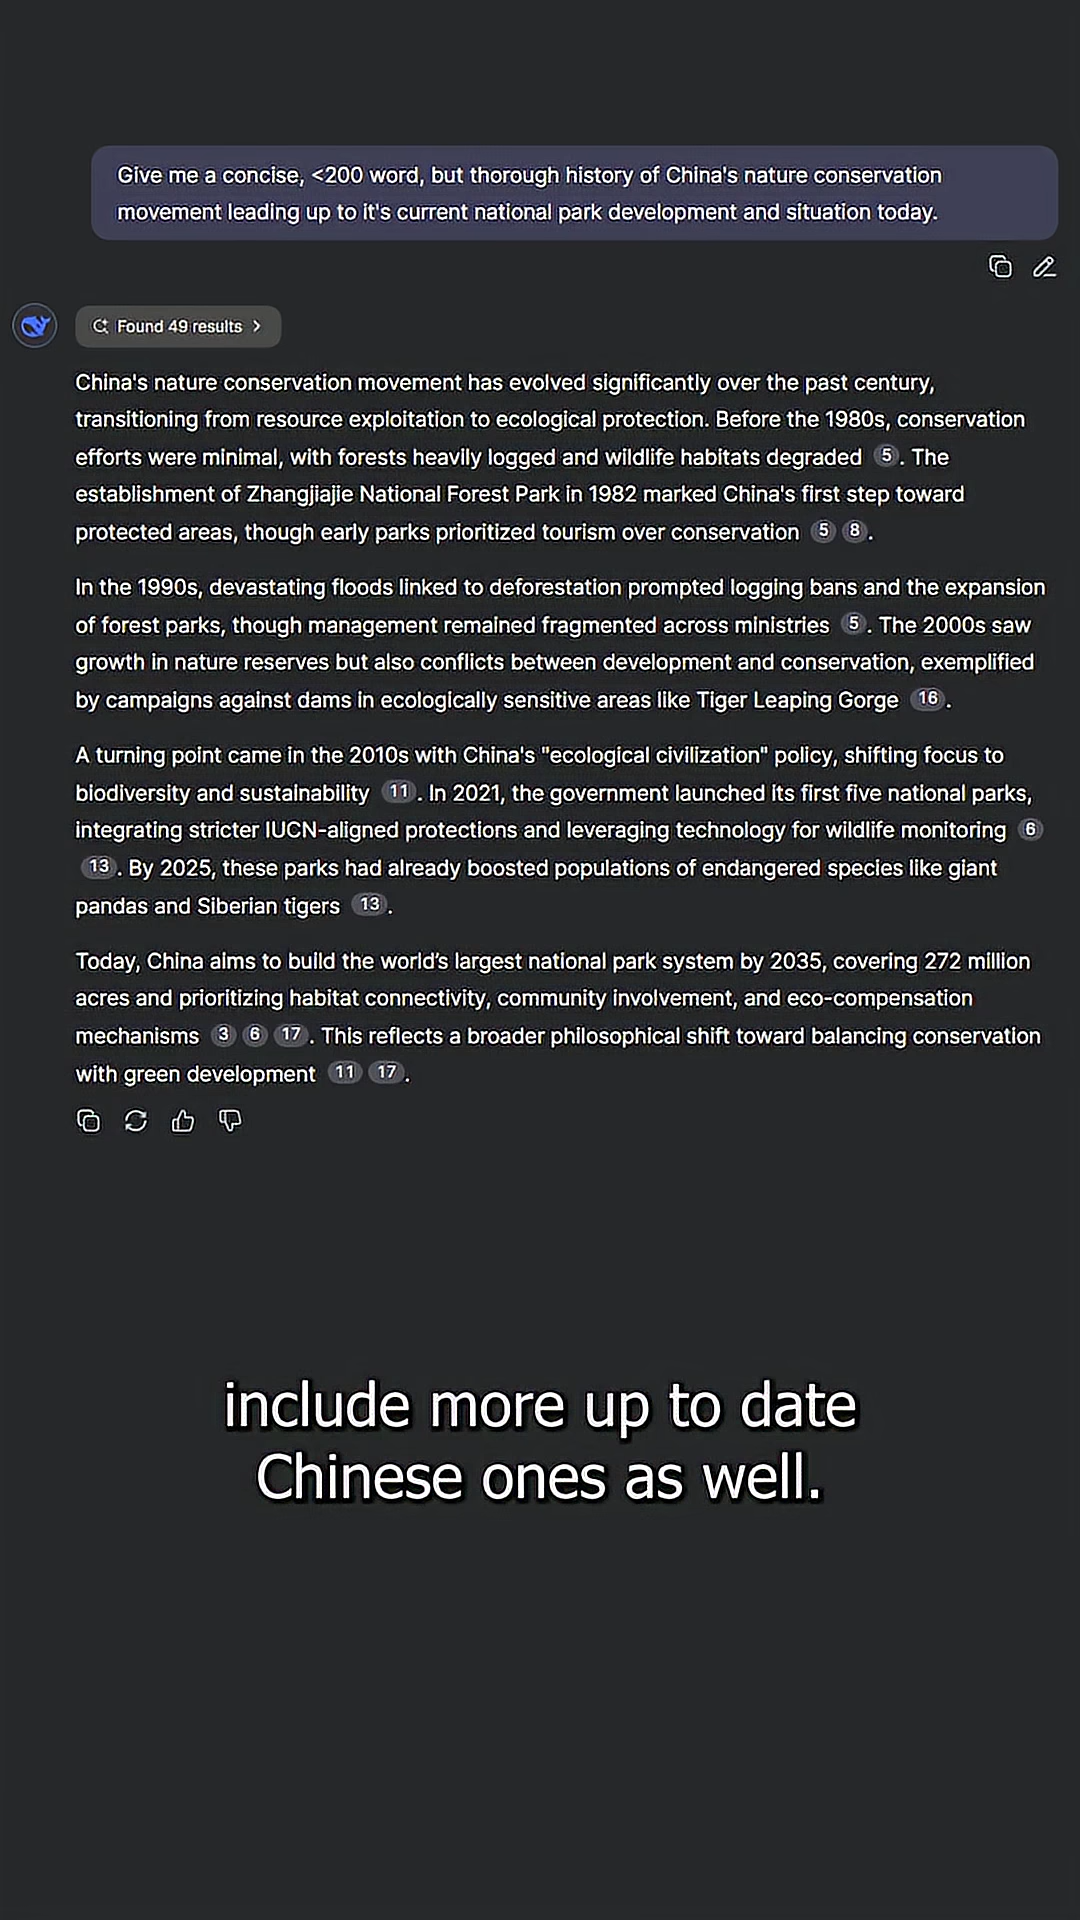 Give me a concise, <200 word, but thorough history of China's nature conservation
movement leading up to it's current national park development and situation today.
Found 49 results >
China's nature conservation movement has evolved significantly over the past century,
transitioning from resource exploitation to ecological protection. Before the 1980s, conservation
efforts were minimal, with forests heavily logged and wildlife habitats degraded 5. The
establishment of Zhangjiajie National Forest Park in 1982 marked China's first step toward
protected areas, though early parks prioritized tourism over conservation 5 8.
In the 1990s, devastating floods linked to deforestation prompted logging bans and the expansion
of forest parks, though management remained fragmented across ministries 5. The 2000s saw
growth in nature reserves but also conflicts between development and conservation, exemplified
by campaigns against dams in ecologically sensitive areas like Tiger Leaping Gorge 16.
A turning point came in the 2010s with China's "ecological civilization" policy, shifting focus to
biodiversity and sustainability 11. In 2021, the government launched its first five national parks,
integrating stricter IUCN-aligned protections and leveraging technology for wildlife monitoring 6
13. By 2025, these parks had already boosted populations of endangered species like giant
pandas and Siberian tigers 13.
Today, China aims to build the world’s largest national park system by 2035, covering 272 million
acres and prioritizing habitat connectivity, community involvement, and eco-compensation
mechanisms 3 6 17. This reflects a broader philosophical shift toward balancing conservation
with green development 11 17.
include more up to date
Chinese ones as well.